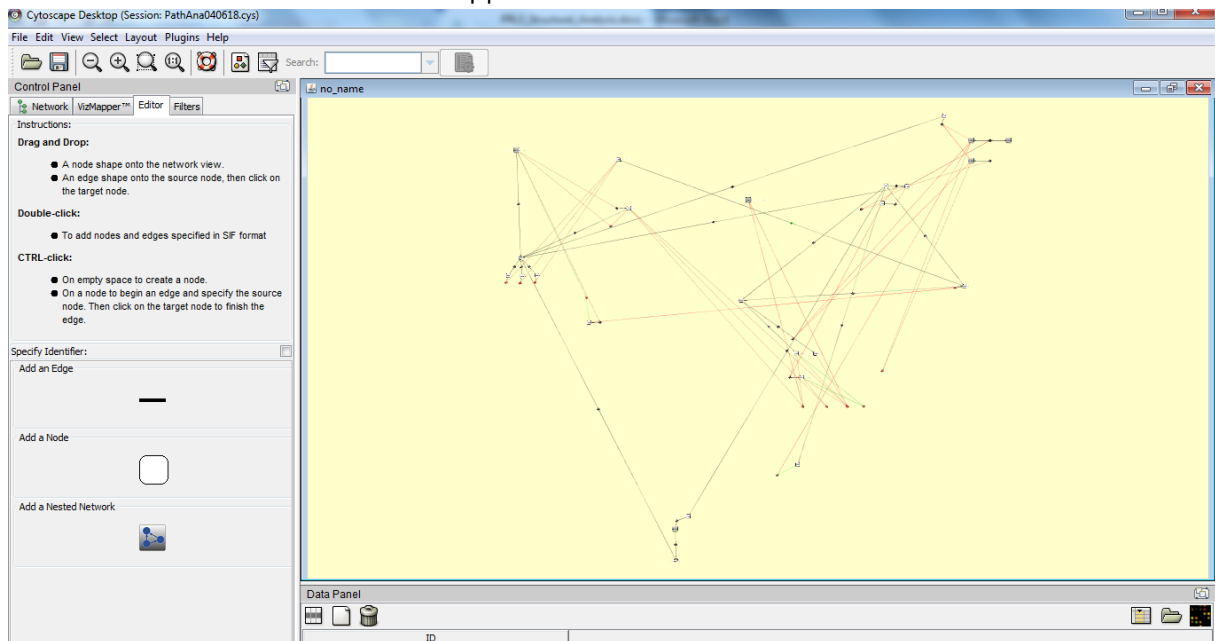 Cytoscape Desktop (Session: PathAna040618.cys)
File Edit View Select Layout Plugins Help
Search:
Control Panel
no_name
Network VizMapper™ Editor Filters
Instructions:
Drag and Drop:
A node shape onto the network view.
An edge shape onto the source node, then click on
the target node.
Double-click:
To add nodes and edges specified in SIF format
CTRL-click:
On empty space to create a node.
On a node to begin an edge and specify the source
node. Then click on the target node to finish the
edge.
Specify Identifier:
Add an Edge
Add a Node
Add a Nested Network
Data Panel
ID